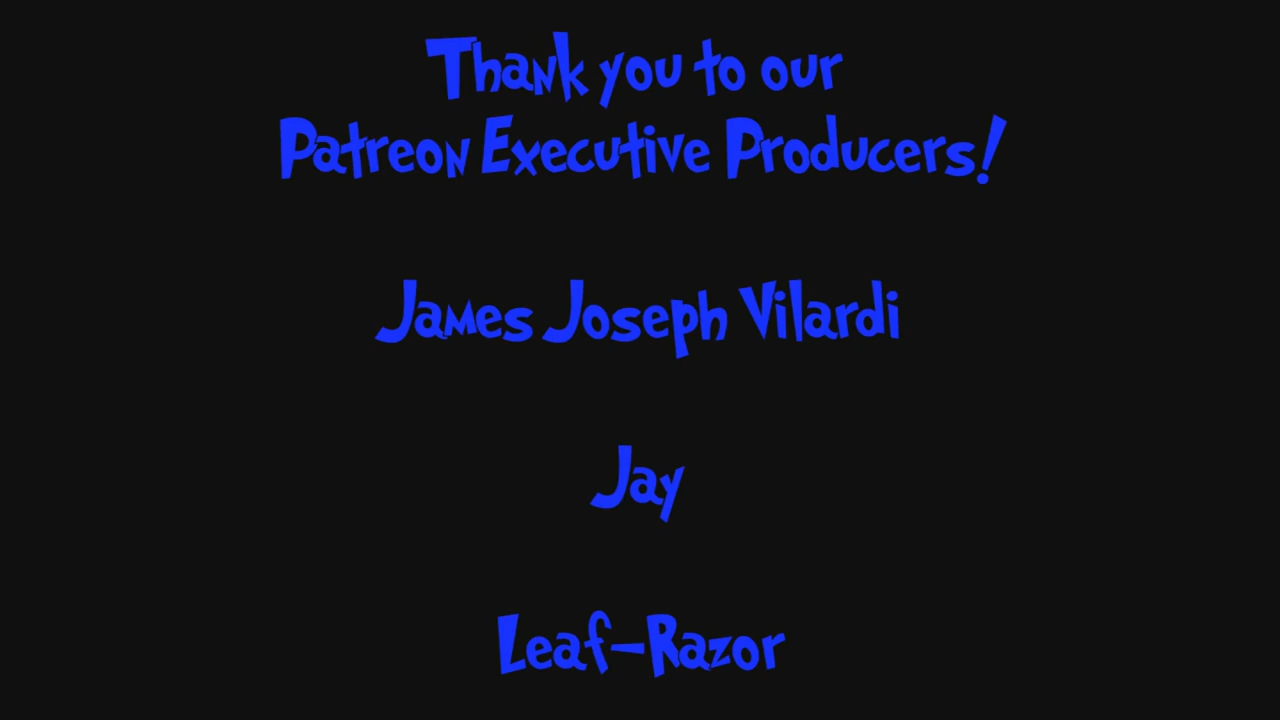 Thank you to our
Patreon Executive Producers!
James Joseph Vilardi
Jay
Leaf-Razor